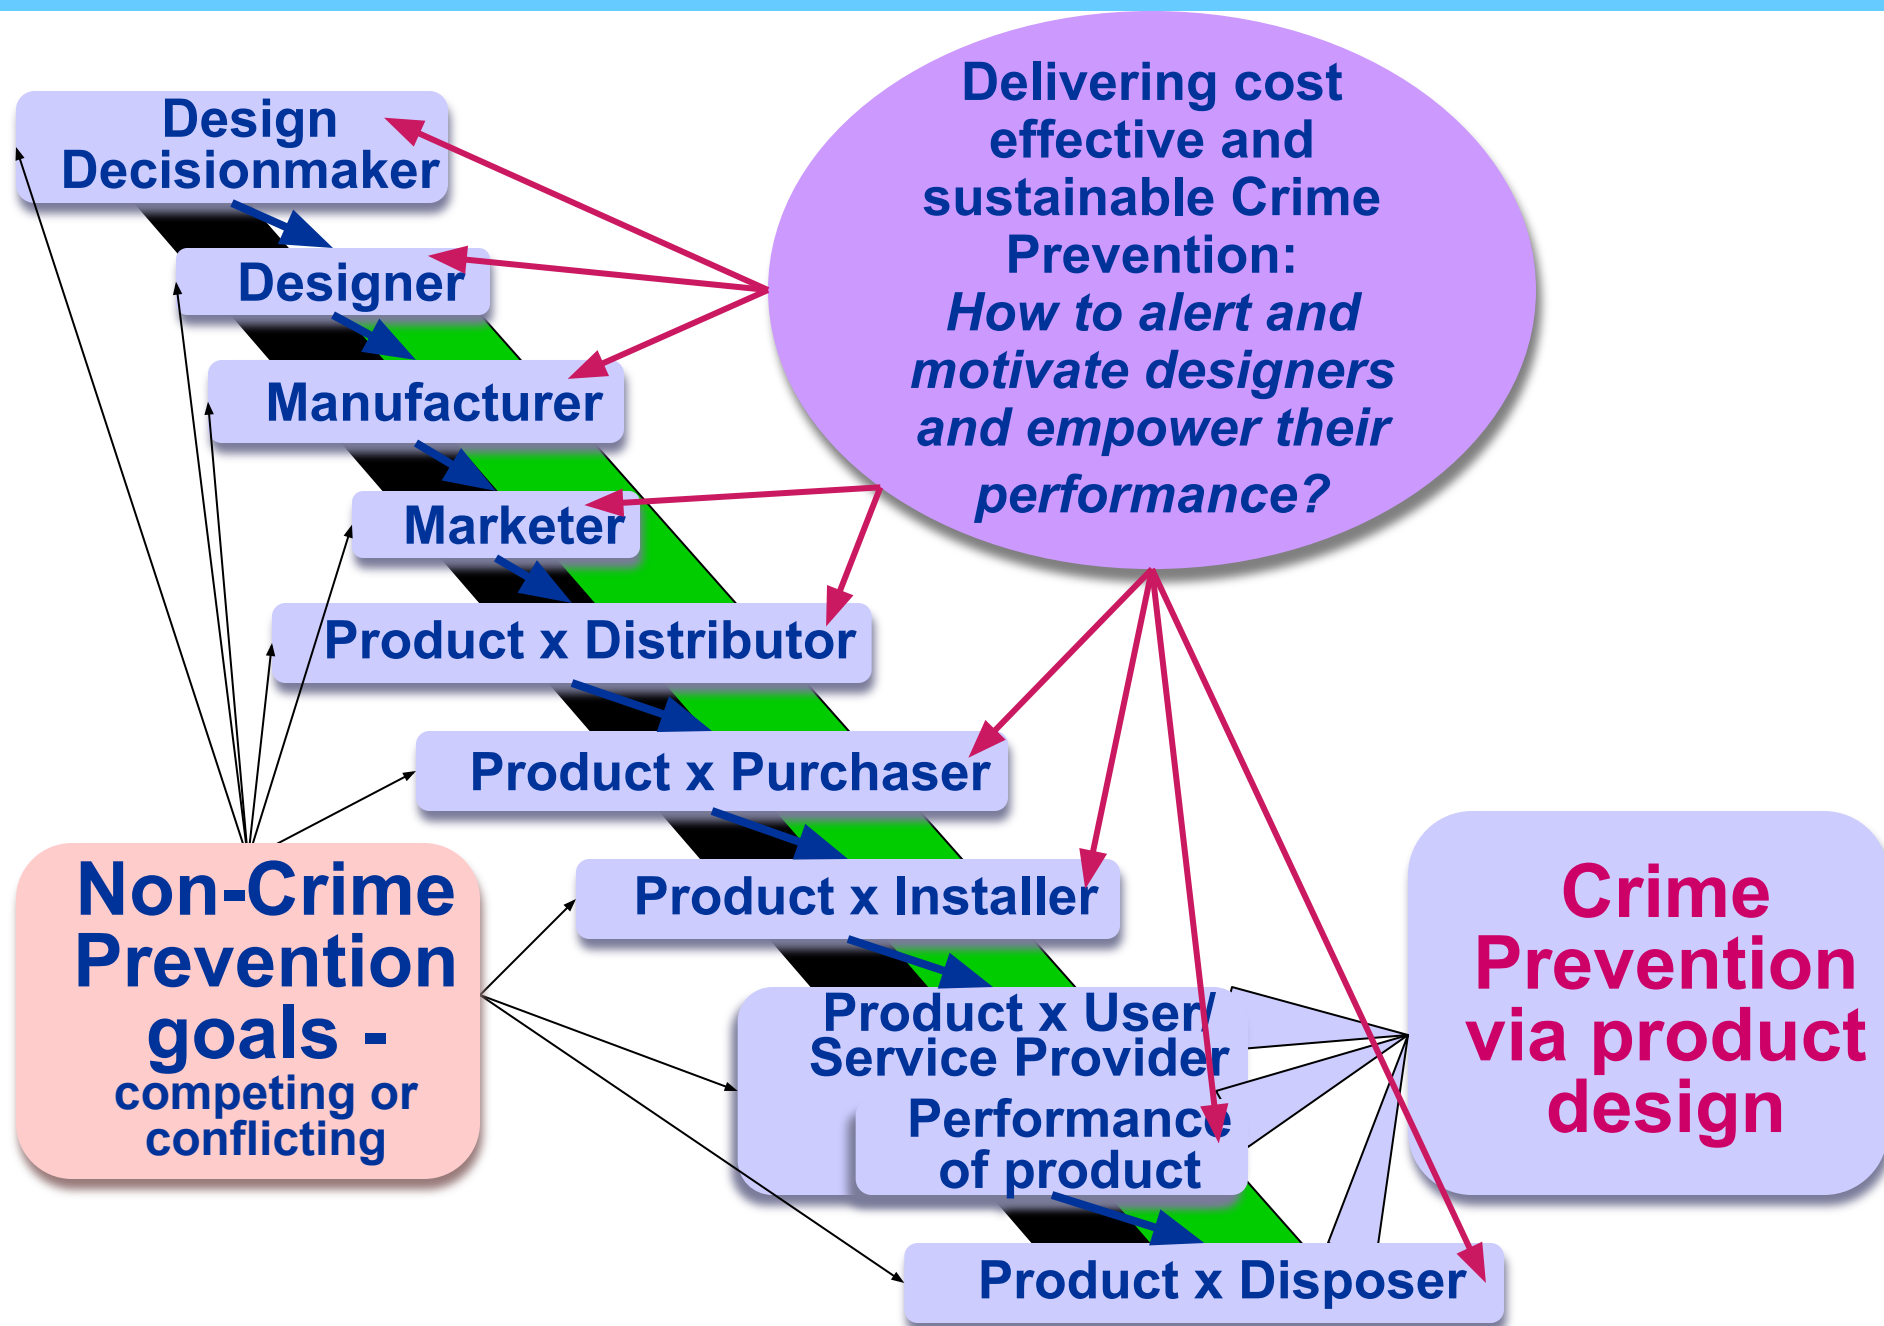 Delivering cost
effective and
sustainable Crime
Prevention:
How to alert and
motivate designers
and empower their
performance?
Design
Decisionmaker
Designer
Manufacturer
Marketer
Product x Distributor
Product x Purchaser
Product x Installer
Product x User/
Service Provider
Performance
of product
Product x Disposer
Non-Crime
Prevention
goals -
competing or
conflicting
Crime
Prevention
via product
design